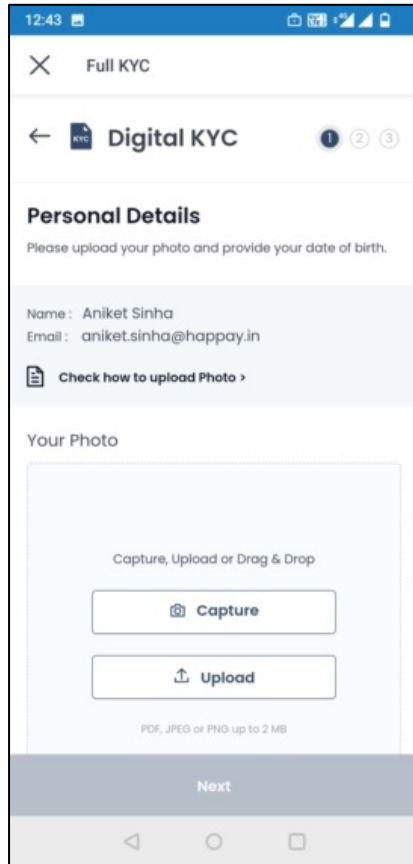 12:43
Full KYC
KYC
Digital KYC 1 2 3
Personal Details
Please upload your photo and provide your date of birth.
Name : Aniket Sinha
Email : aniket.sinha@happay.in
Check how to upload Photo >
Your Photo
Capture, Upload or Drag & Drop
Capture
Upload
PDF, JPEG or PNG up to 2 MB
Next